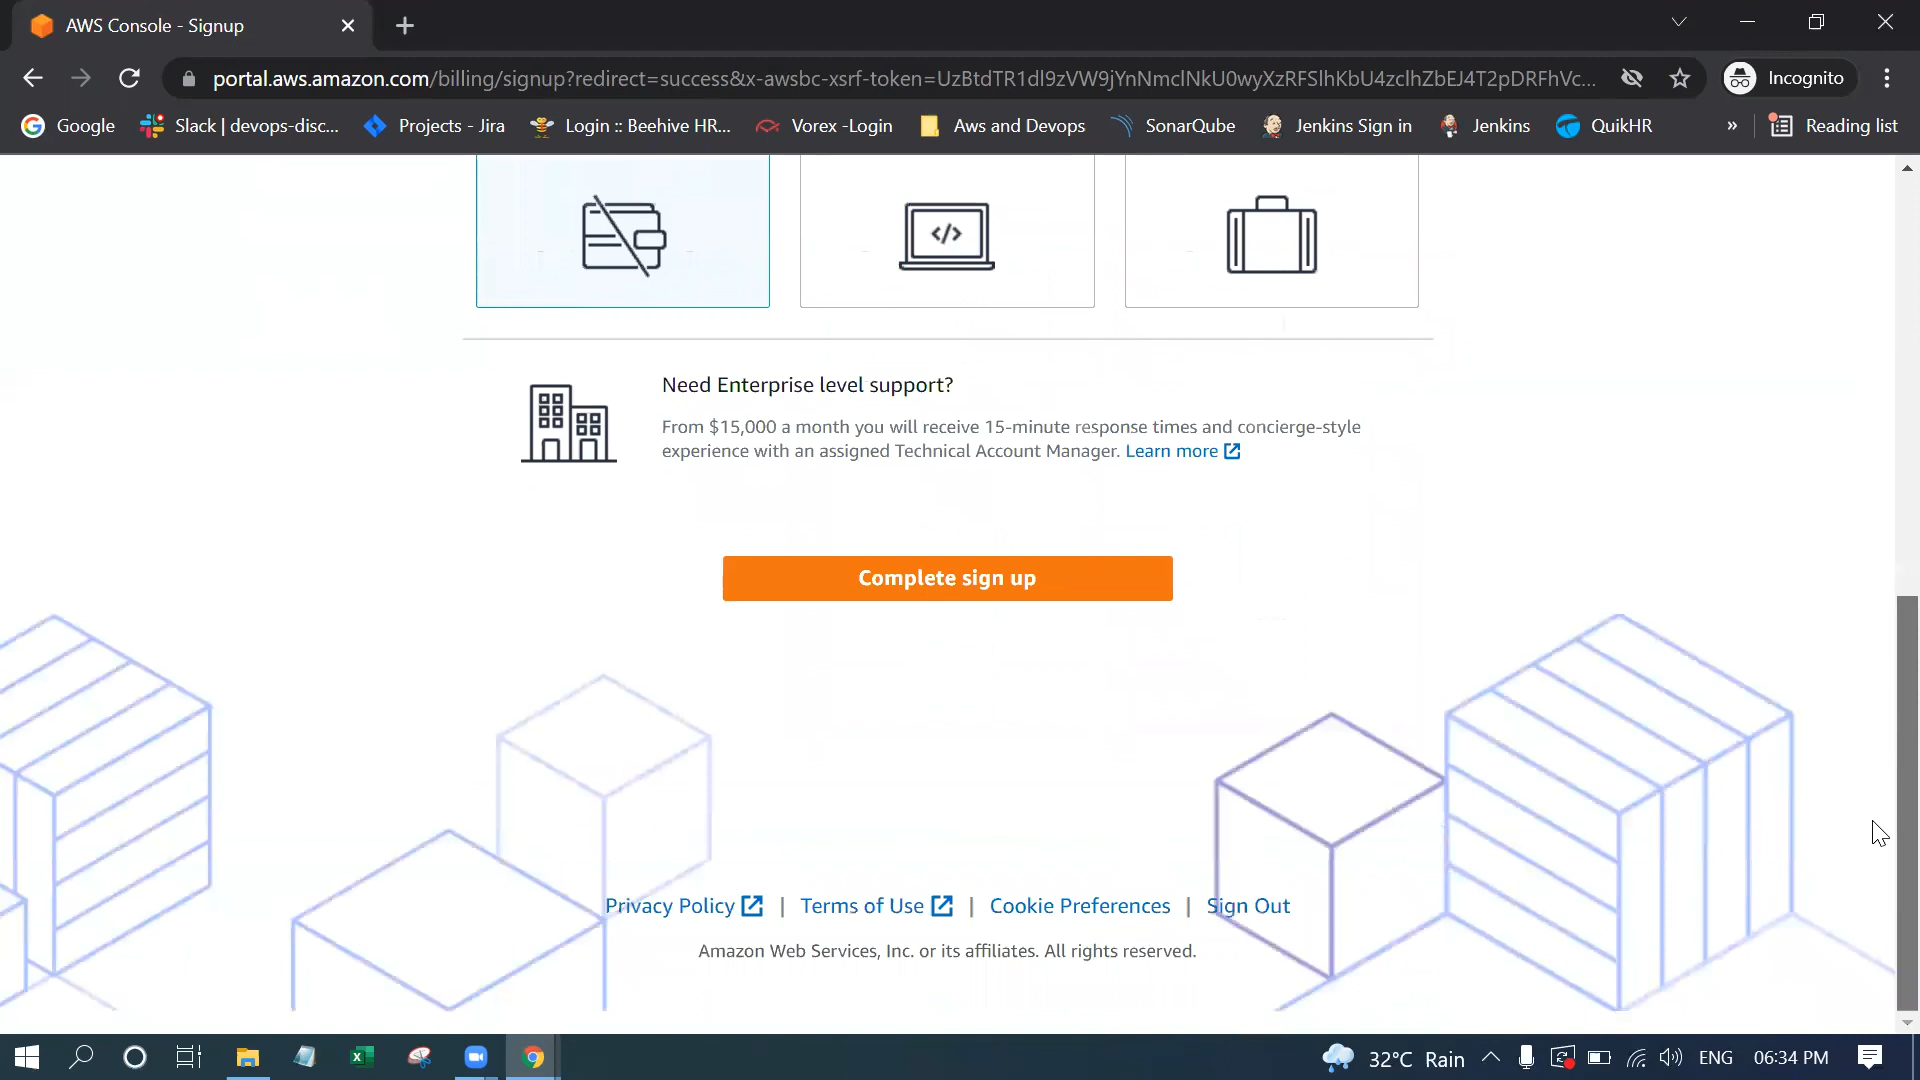 AWS Console - Signup
portal.aws.amazon.com/billing/signup?redirect=success&x-awsbc-xsrf-token=UzBtdTR1dl9zVW9jYnNmclNkU0wyXzRFSlhKbU4zclhZbEJ4T2pDRFhVc...
Incognito
Google
Slack | devops-disc...
Projects - Jira
Login :: Beehive HR...
Vorex -Login
Aws and Devops
SonarQube
Jenkins Sign in
Jenkins
QuikHR
»
Reading list
</>
Need Enterprise level support?
From $15,000 a month you will receive 15-minute response times and concierge-style
experience with an assigned Technical Account Manager. Learn more
Complete sign up
Privacy Policy | Terms of Use | Cookie Preferences | Sign Out
Amazon Web Services, Inc. or its affiliates. All rights reserved.
32°C Rain
ENG
06:34 PM